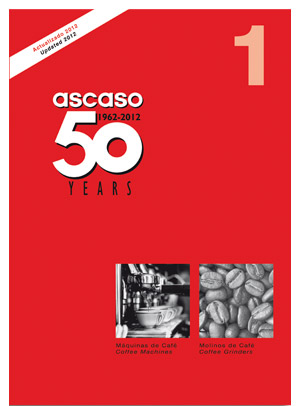 Actualizado 2012
Updated 2012
1
ascaso
1962-2012
50
YEARS
Máquinas de Café
Coffee Machines
Molinos de Café
Coffee Grinders